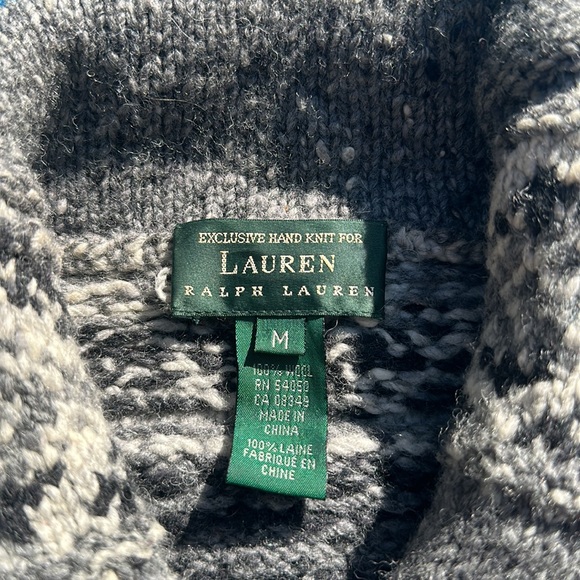 EXCLUSIVE HAND KNIT FOR
LAUREN
RALPH LAUREN
M
100% WOOL
RN 54050
CA 08349
MADE IN
CHINA
100% LAINE
FABRIQUÉ EN
CHINE